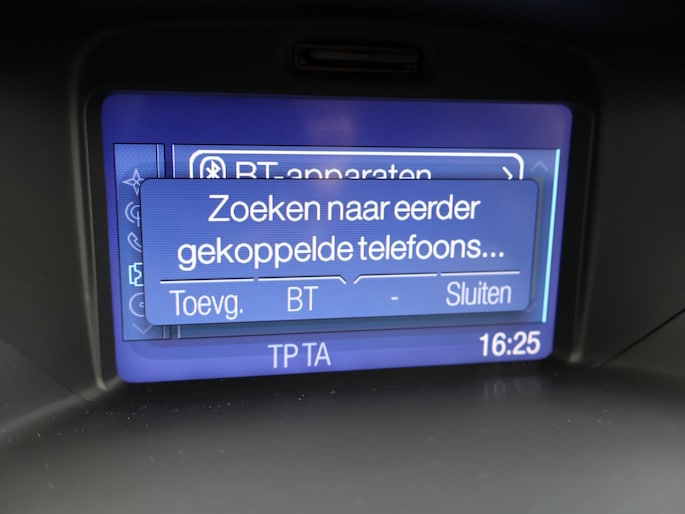 BT-apparaten
Zoeken naar eerder
gekoppelde telefoons...
Toevg. BT - Sluiten
TP TA 16:25